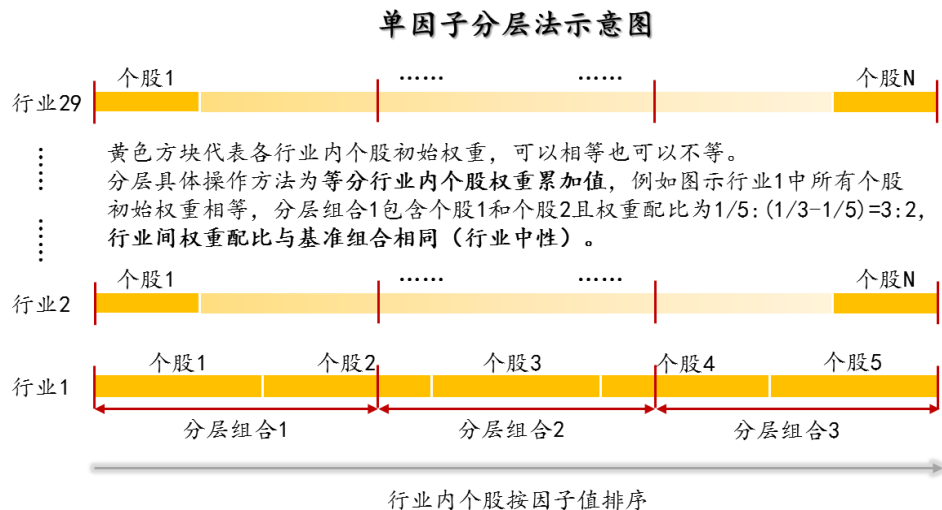 单因子分层法示意图
个股1 …… …… 个股N
行业29
……
……
黄色方块代表各行业内个股初始权重，可以相等也可以不等。
分层具体操作方法为等分行业内个股权重累加值，例如图示行业1中所有个股
初始权重相等，分层组合1包含个股1和个股2且权重配比为1/5:(1/3-1/5)=3:2，
行业间权重配比与基准组合相同（行业中性）。
个股1 …… …… 个股N
行业2
个股1 个股2 个股3 个股4 个股5
行业1
分层组合1 分层组合2 分层组合3
行业内个股按因子值排序